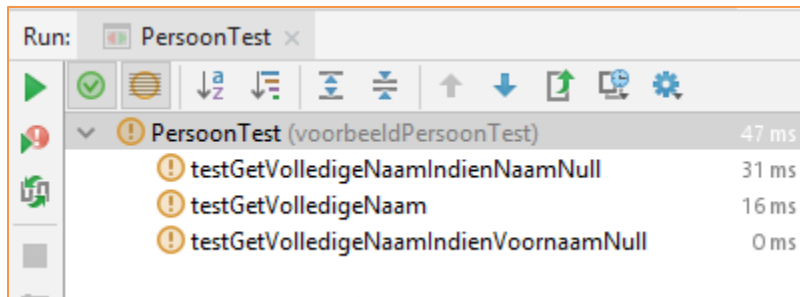 Run: PersoonTest
PersoonTest (voorbeeldPersoonTest) 47 ms
testGetVolledigeNaamIndienNaamNull 31 ms
testGetVolledigeNaam 16 ms
testGetVolledigeNaamIndienVoornaamNull 0 ms